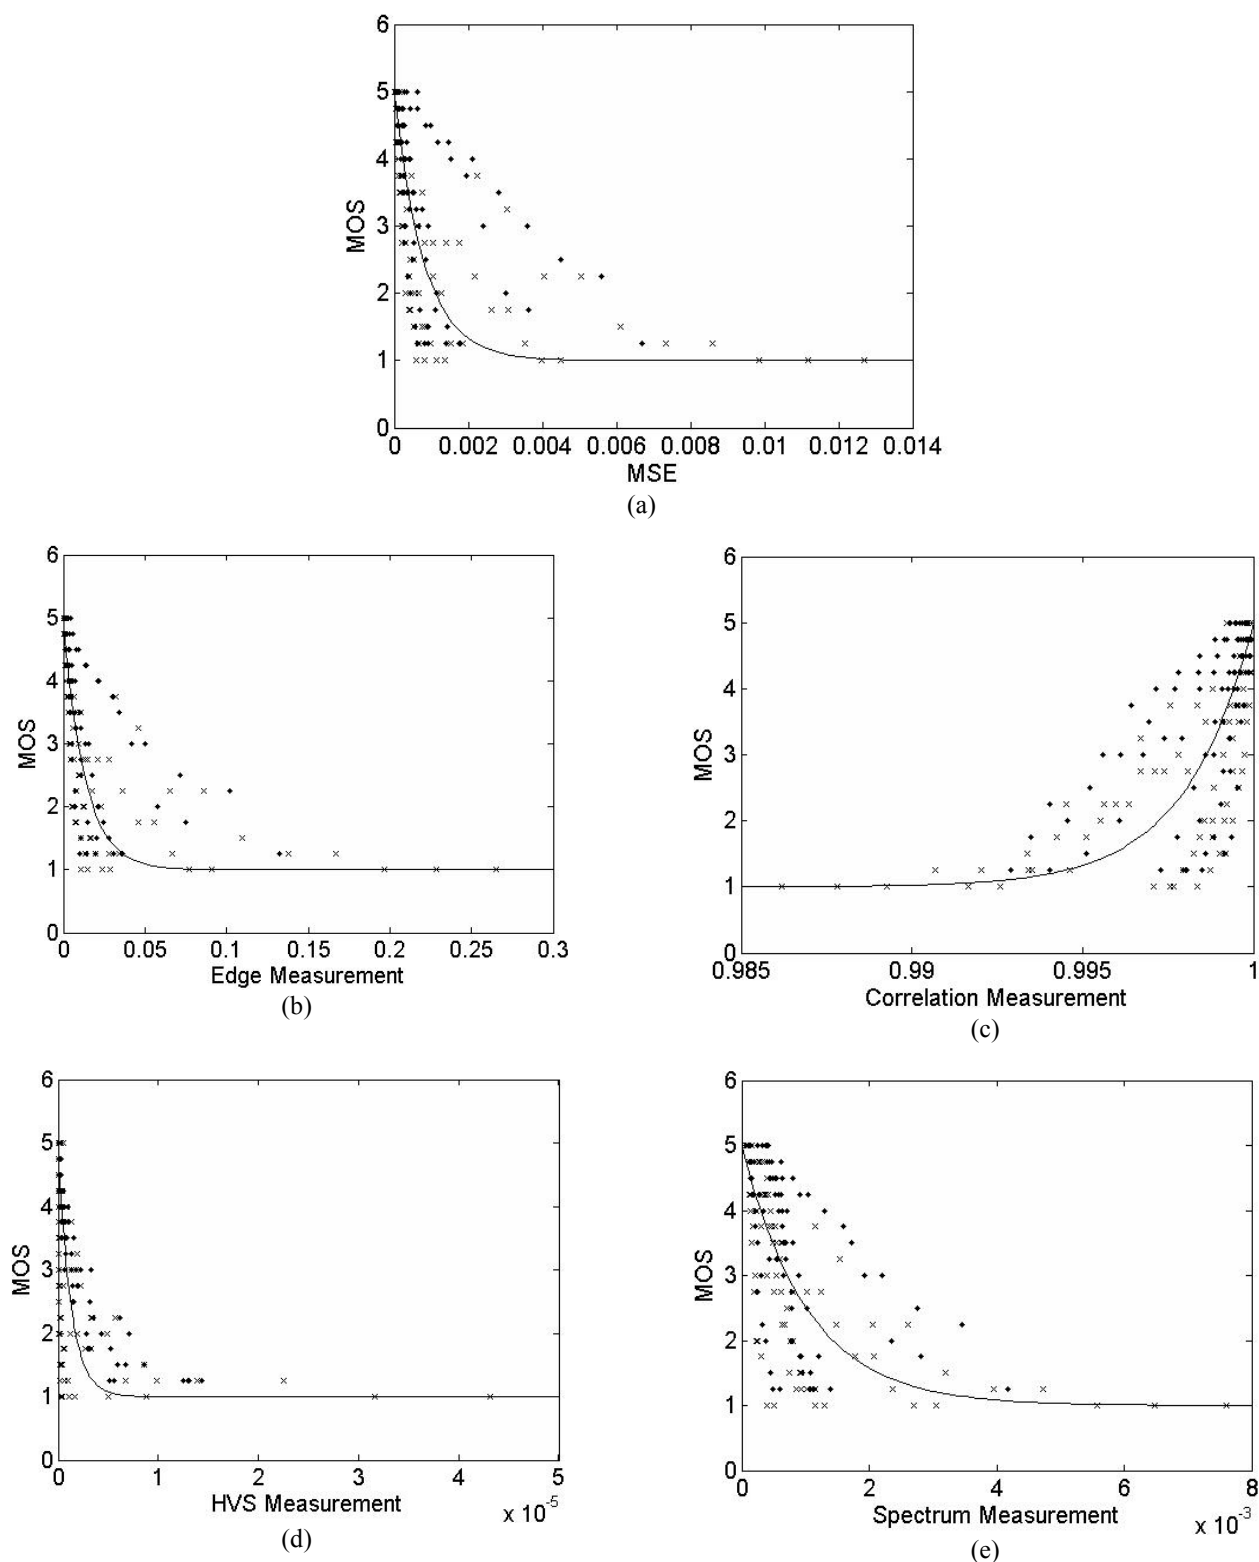 6
5
4
3
2
1
0
MOS
0 0.002 0.004 0.006 0.008 0.01 0.012 0.014
MSE
(a)
6
5
4
3
2
1
0
MOS
0 0.05 0.1 0.15 0.2 0.25 0.3
Edge Measurement
(b)
6
5
4
3
2
1
0
MOS
0.985 0.99 0.995 1
Correlation Measurement
(c)
6
5
4
3
2
1
0
MOS
0 1 2 3 4 5
HVS Measurement x 10^-5
(d)
6
5
4
3
2
1
0
MOS
0 2 4 6 8
Spectrum Measurement x 10^-3
(e)